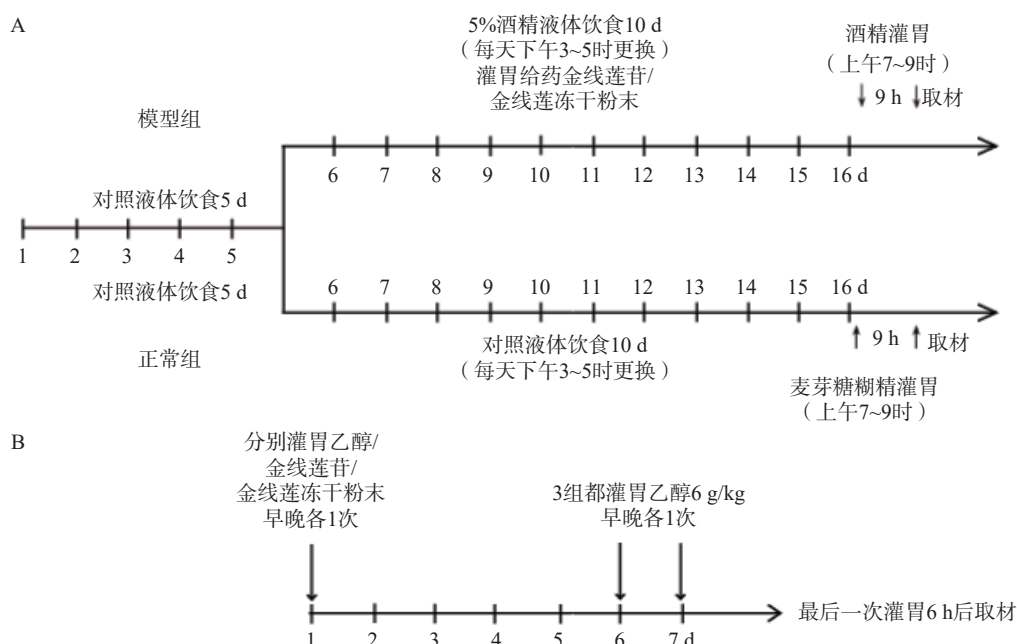 A
5%酒精液体饮食10 d
（每天下午3~5时更换）
灌胃给药金线莲苷/
金线莲冻干粉末
酒精灌胃
（上午7~9时）
9 h 取材
模型组
6 7 8 9 10 11 12 13 14 15 16 d
对照液体饮食5 d
1 2 3 4 5
对照液体饮食5 d
6 7 8 9 10 11 12 13 14 15 16 d
正常组
对照液体饮食10 d
（每天下午3~5时更换）
9 h 取材
麦芽糖糊精灌胃
（上午7~9时）
B
分别灌胃乙醇/
金线莲苷/
金线莲冻干粉末
早晚各1次
3组都灌胃乙醇6 g/kg
早晚各1次
最后一次灌胃6 h后取材
1 2 3 4 5 6 7 d